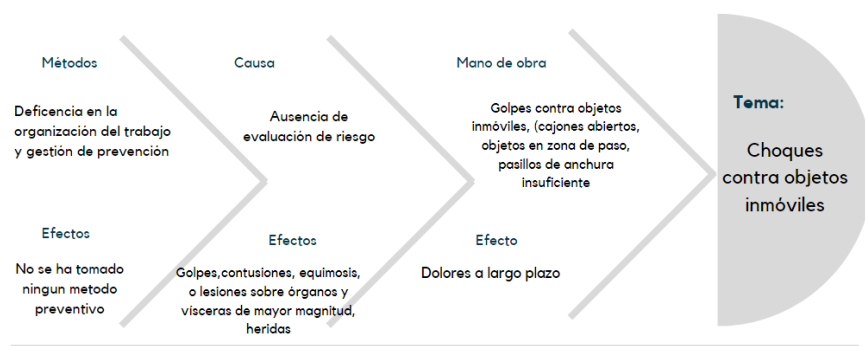 Métodos
Deficencia en la
organización del trabajo
y gestión de prevención
Causa
Ausencia de
evaluación de riesgo
Mano de obra
Golpes contra objetos
inmóviles, (cajones abiertos,
objetos en zona de paso,
pasillos de anchura
insuficiente
Tema:
Choques
contra objetos
inmóviles
Efectos
No se ha tomado
ningun metodo
preventivo
Efectos
Golpes,contusiones, equimosis,
o lesiones sobre órganos y
vísceras de mayor magnitud,
heridas
Efecto
Dolores a largo plazo